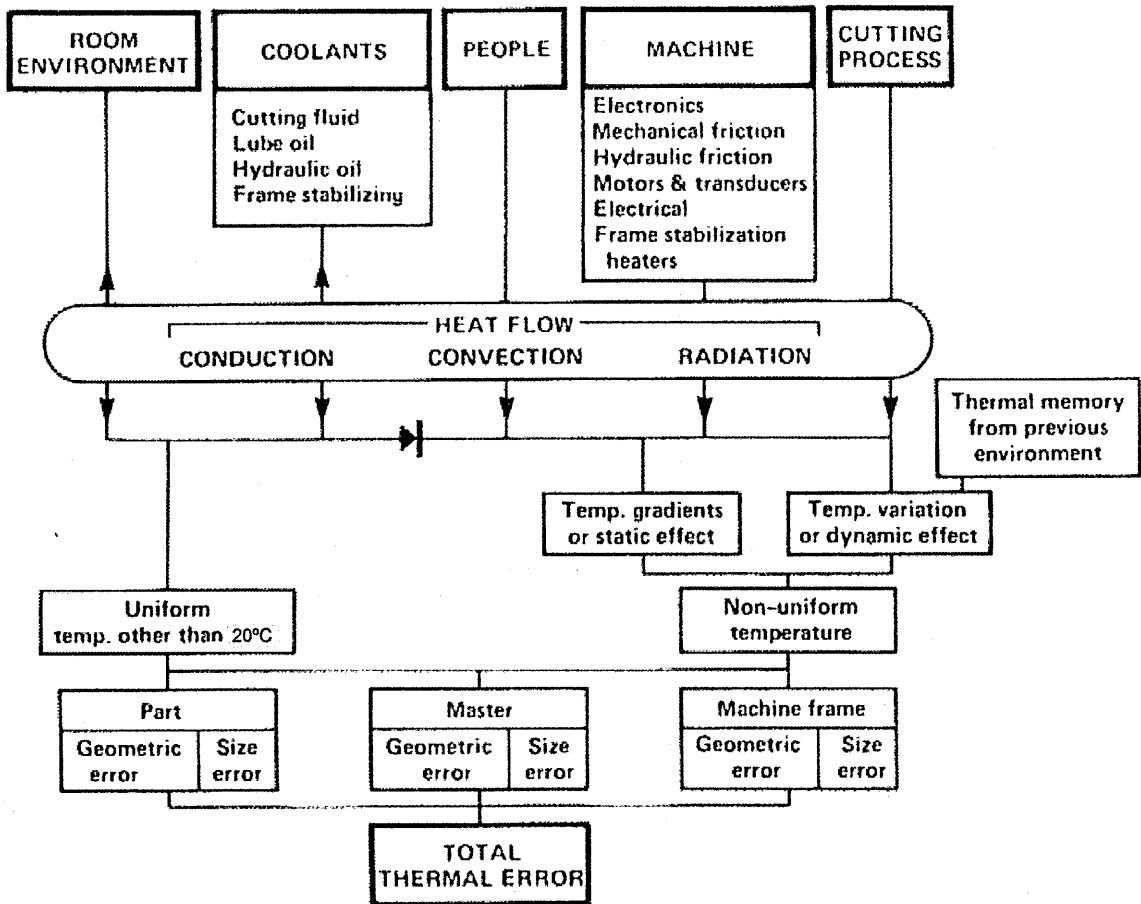 ROOM
ENVIRONMENT
COOLANTS
Cutting fluid
Lube oil
Hydraulic oil
Frame stabilizing
PEOPLE
MACHINE
Electronics
Mechanical friction
Hydraulic friction
Motors & transducers
Electrical
Frame stabilization
heaters
CUTTING
PROCESS
HEAT FLOW
CONDUCTION CONVECTION RADIATION
Thermal memory
from previous
environment
Temp. gradients
or static effect
Temp. variation
or dynamic effect
Uniform
temp. other than 20°C
Non-uniform
temperature
Part
Geometric
error
Size
error
Master
Geometric
error
Size
error
Machine frame
Geometric
error
Size
error
TOTAL
THERMAL ERROR